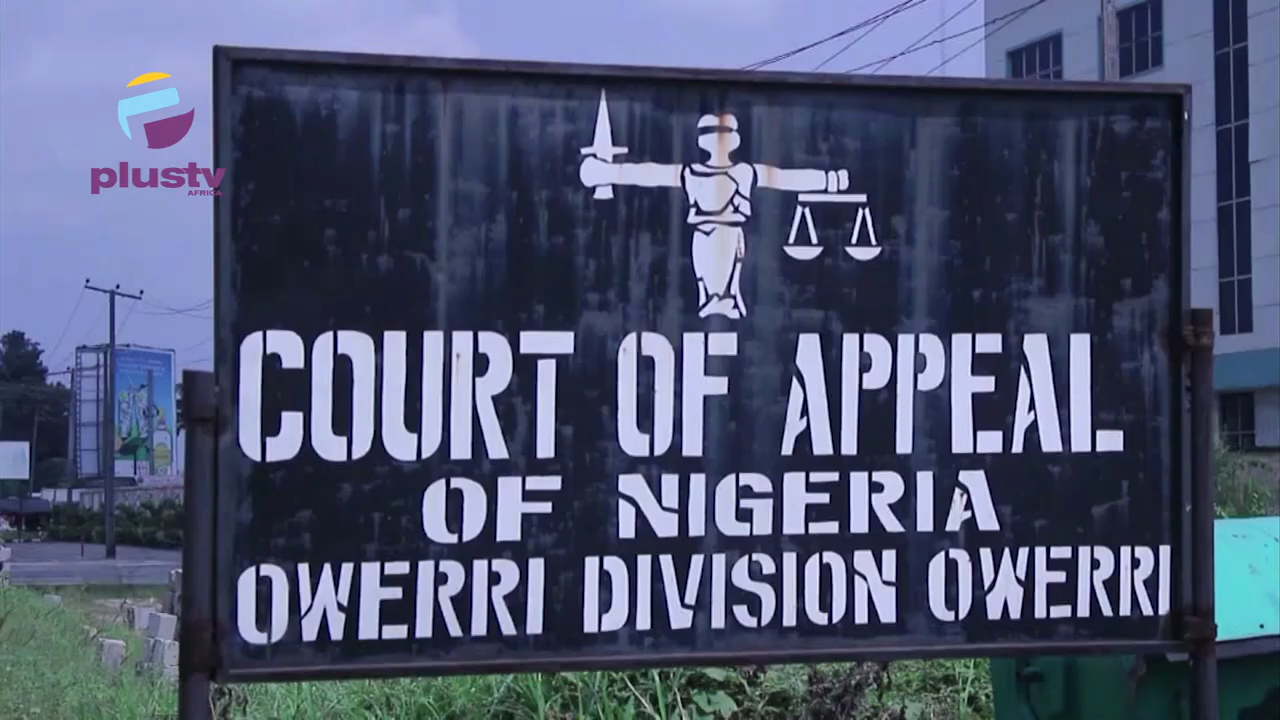 plustv
AFRICA
COURT OF APPEAL
OF NIGERIA
OWERRI DIVISION OWERRI